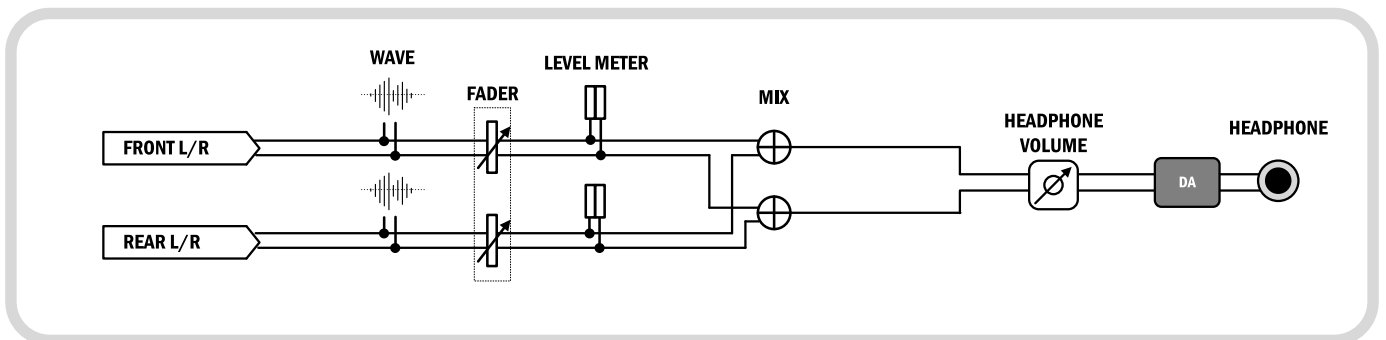 WAVE
LEVEL METER
FADER
MIX
HEADPHONE
VOLUME
HEADPHONE
FRONT L/R
DA
REAR L/R